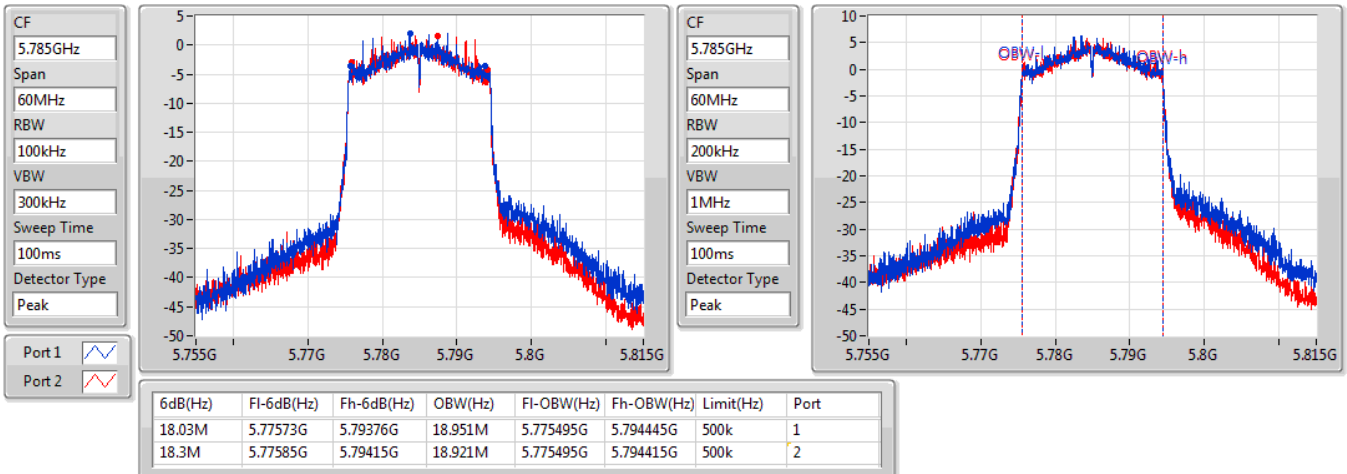 CF
5.785GHz
Span
60MHz
RBW
100kHz
VBW
300kHz
Sweep Time
100ms
Detector Type
Peak
Port 1
Port 2
5
0
-5
-10
-15
-20
-25
-30
-35
-40
-45
-50
5.755G 5.77G 5.78G 5.79G 5.8G 5.815G
CF
5.785GHz
Span
60MHz
RBW
200kHz
VBW
1MHz
Sweep Time
100ms
Detector Type
Peak
10
5
0
-5
-10
-15
-20
-25
-30
-35
-40
-45
-50
OBW-l OBW-h
5.755G 5.77G 5.78G 5.79G 5.8G 5.815G
6dB(Hz) Fl-6dB(Hz) Fh-6dB(Hz) OBW(Hz) Fl-OBW(Hz) Fh-OBW(Hz) Limit(Hz) Port
18.03M 5.77573G 5.79376G 18.951M 5.775495G 5.794445G 500k 1
18.3M 5.77585G 5.79415G 18.921M 5.775495G 5.794415G 500k 2